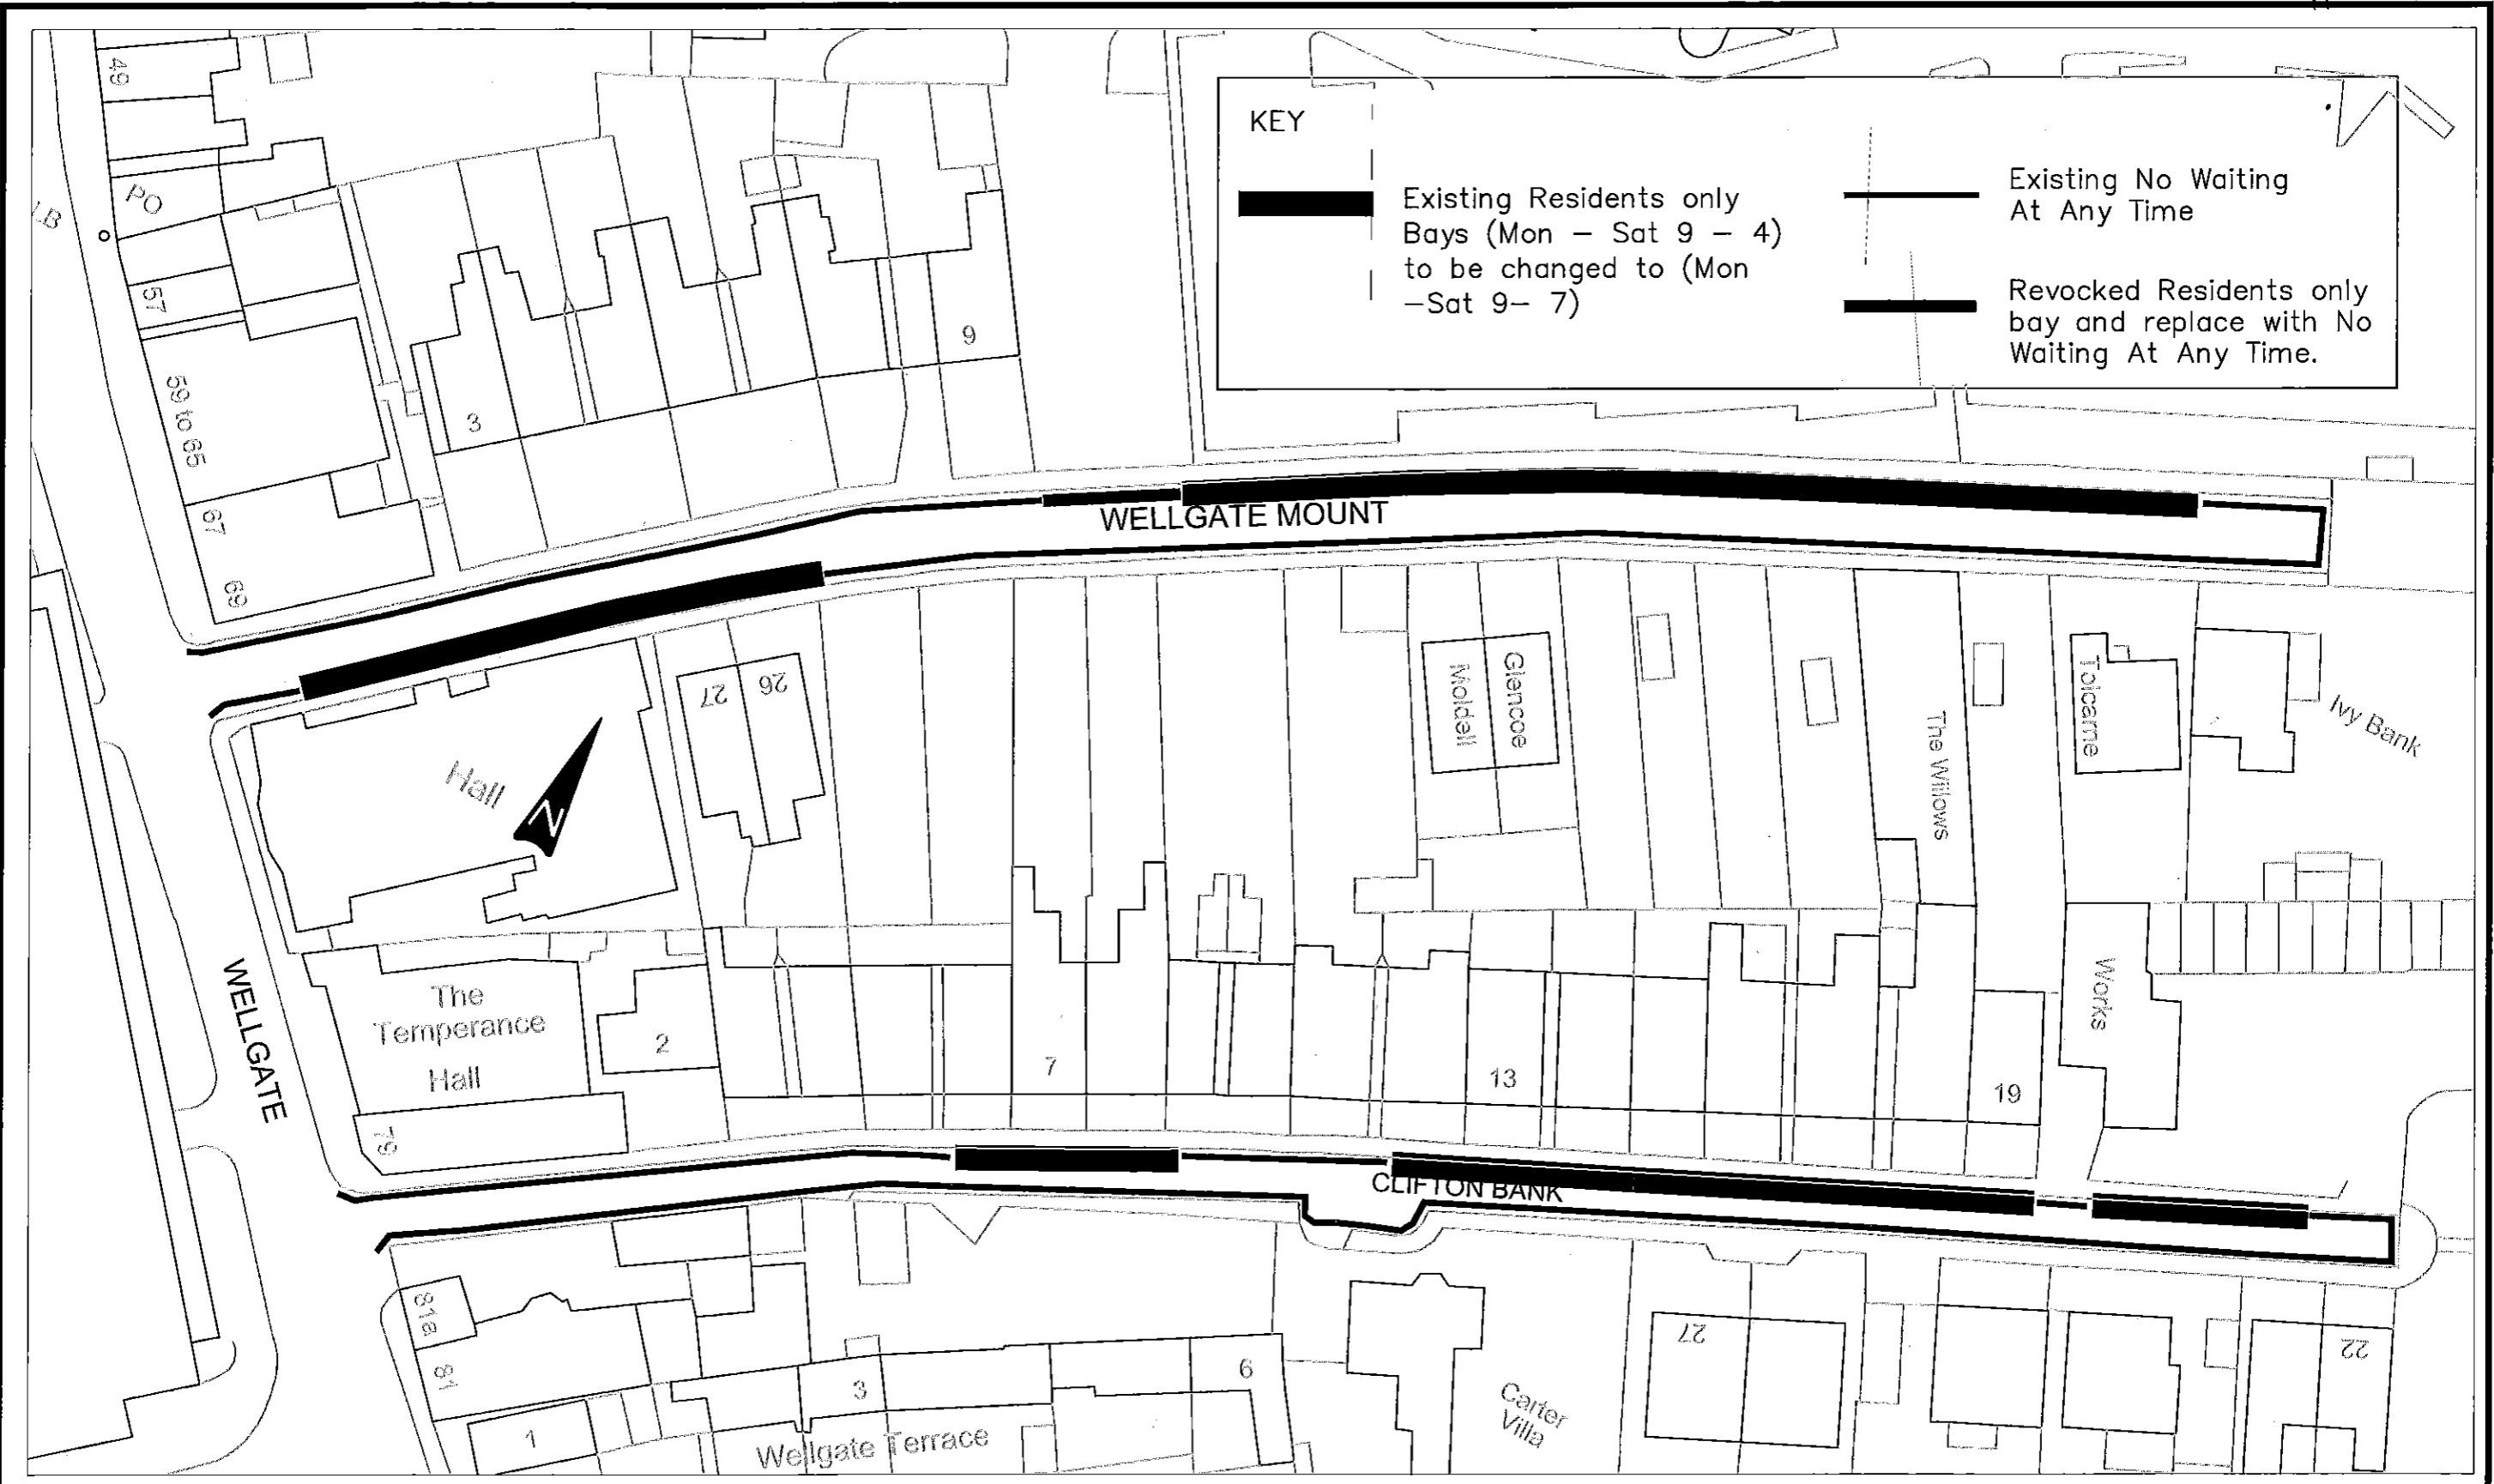 KEY
Existing Residents only
Bays (Mon - Sat 9 - 4)
to be changed to (Mon
-Sat 9- 7)
Existing No Waiting
At Any Time
Revocked Residents only
bay and replace with No
Waiting At Any Time.
49
PO
LB
57
59 to 65
67
69
3
9
WELLGATE MOUNT
Hall
N
27
26
Moldell
Glencoe
The Willows
Tolcarne
Ivy Bank
WELLGATE
The
Temperance
Hall
79
2
7
13
19
Works
CLIFTON BANK
81a
81
1
3
6
Wellgate Terrace
Carter
Villa
27
22